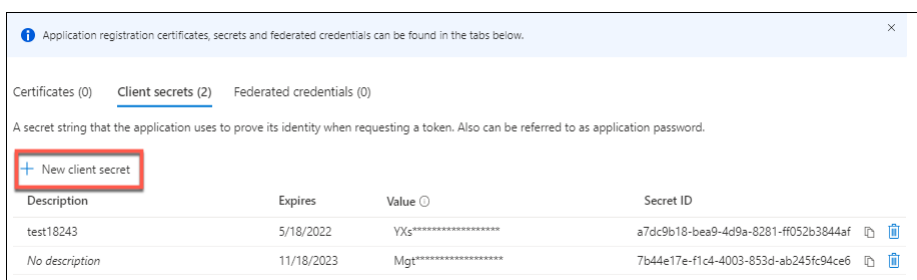 Application registration certificates, secrets and federated credentials can be found in the tabs below.
Certificates (0) Client secrets (2) Federated credentials (0)
A secret string that the application uses to prove its identity when requesting a token. Also can be referred to as application password.
New client secret
Description Expires Value Secret ID
test18243 5/18/2022 YXs****************** a7dc9b18-bea9-4d9a-8281-ff052b3844af
No description 11/18/2023 Mgt****************** 7b44e17e-f1c4-4003-853d-ab245fc94ce6